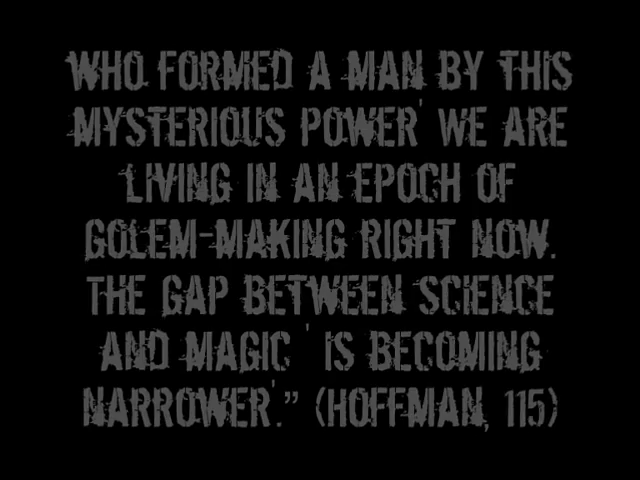 WHO FORMED A MAN BY THIS
MYSTERIOUS POWER' WE ARE
LIVING IN AN EPOCH OF
GOLEM-MAKING RIGHT NOW.
THE GAP BETWEEN SCIENCE
AND MAGIC ' IS BECOMING
NARROWER'.” (HOFFMAN, 115)